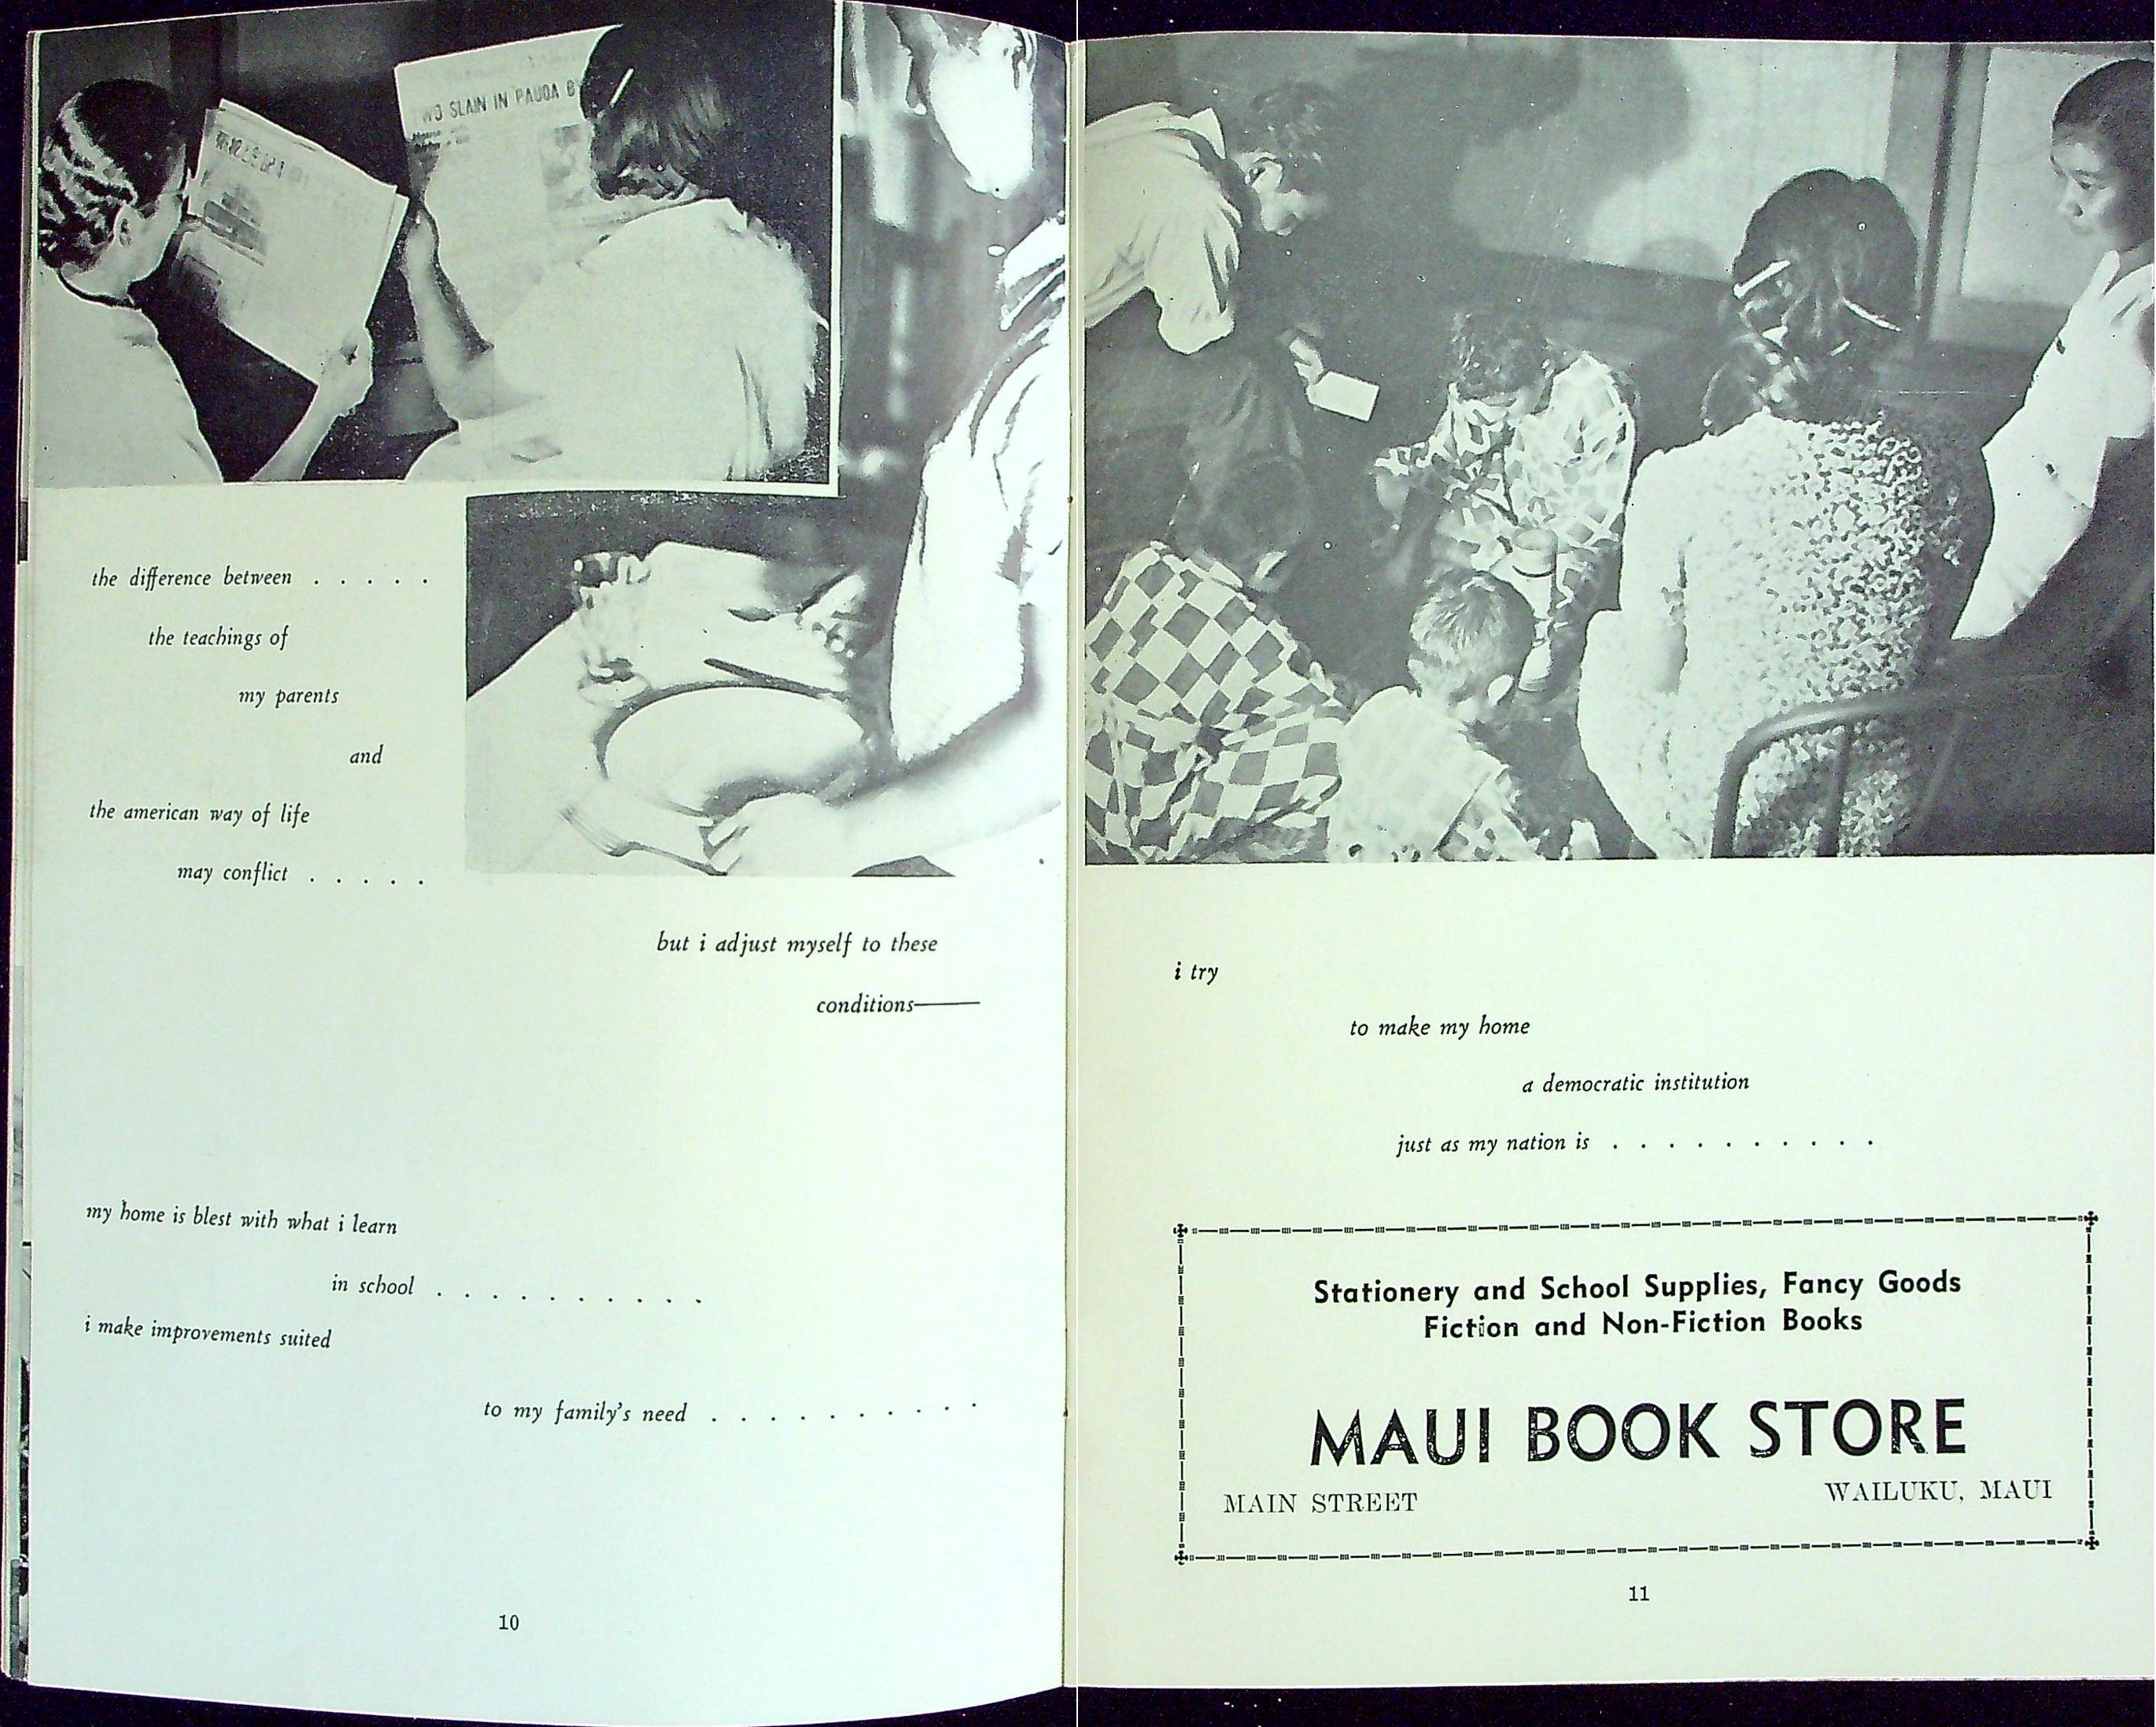 TWO SLAIN IN PAUOA
the difference between . . . . .
the teachings of
my parents
and
the american way of life
may conflict . . . . .
but i adjust myself to these
conditions——
my home is blest with what i learn
in school . . . . . . . . . .
i make improvements suited
to my family's need . . . . . . . . . .
10
i try
to make my home
a democratic institution
just as my nation is . . . . . . . . . .
Stationery and School Supplies, Fancy Goods
Fiction and Non-Fiction Books
MAUI BOOK STORE
MAIN STREET
WAILUKU, MAUI
11